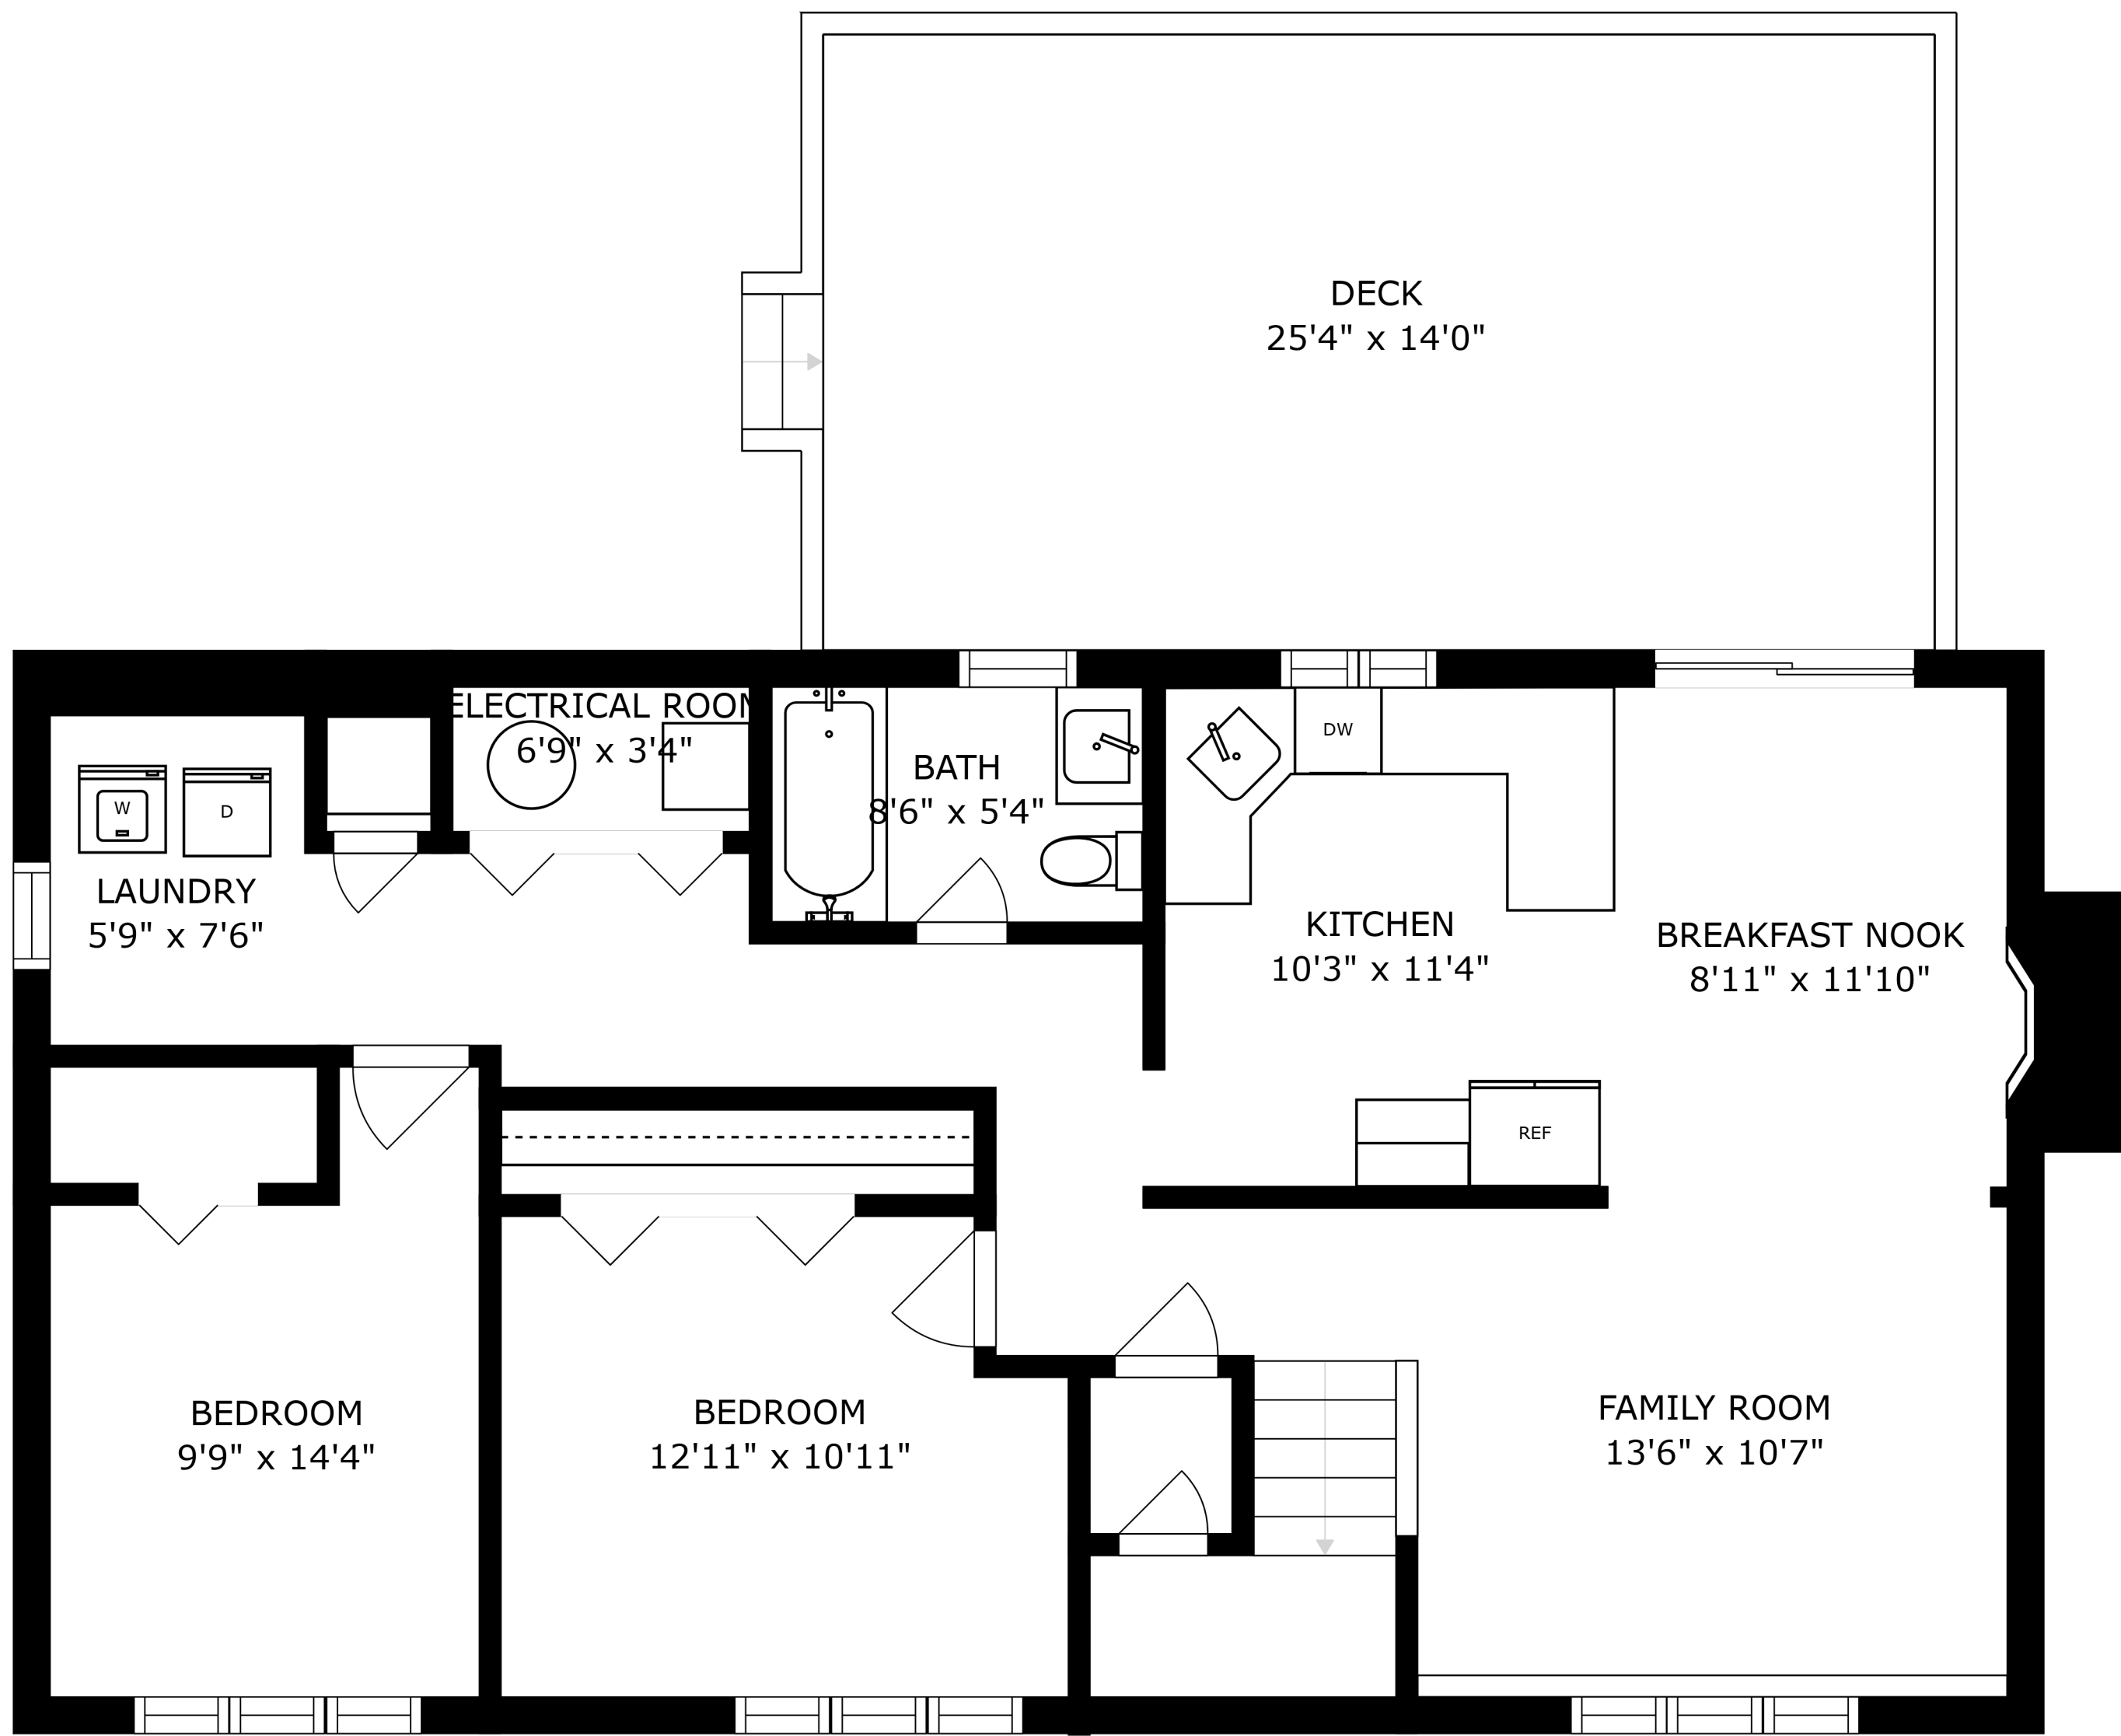 DECK
25'4" x 14'0"
ELECTRICAL ROOM
6'9" x 3'4"
DW
BATH
8'6" x 5'4"
W
D
LAUNDRY
5'9" x 7'6"
KITCHEN
10'3" x 11'4"
BREAKFAST NOOK
8'11" x 11'10"
REF
BEDROOM
9'9" x 14'4"
BEDROOM
12'11" x 10'11"
FAMILY ROOM
13'6" x 10'7"